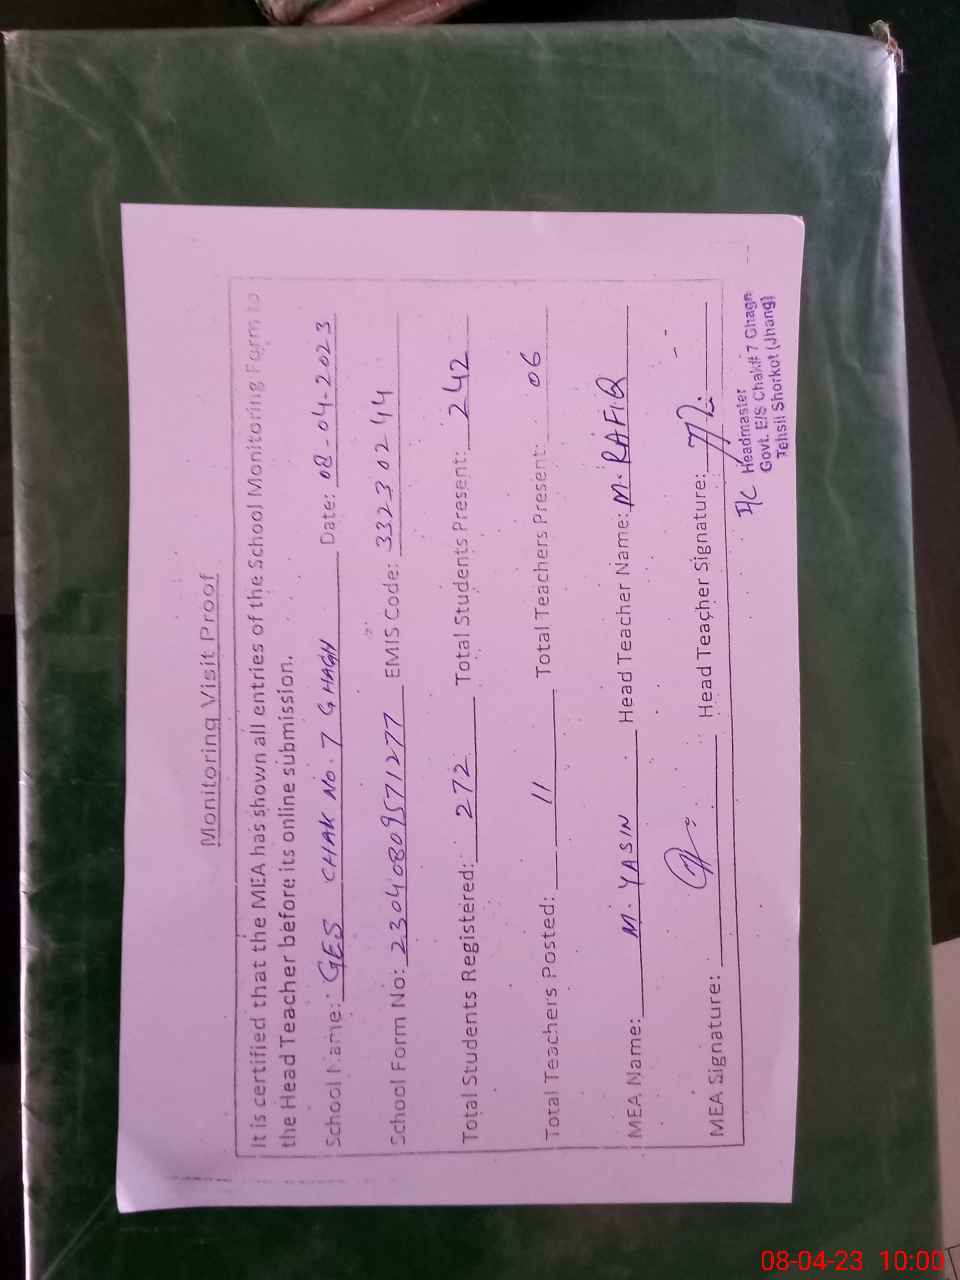 Monitoring Visit Proof
It is certified that the MEA has shown all entries of the School Monitoring Form to
the Head Teacher before its online submission.
School Name: GES CHAK No. 7 GHAGH Date: 08-04-2023
School Form No: 23040809571277 EMIS Code: 33230244
Total Students Registered: 272 Total Students Present: 242
Total Teachers Posted: 11 Total Teachers Present: 06
MEA Name: M. YASIN Head Teacher Name: M. RAFIQ
MEA Signature: Head Teacher Signature:
I/C Headmaster
Govt. E/S Chak# 7 Ghagh
Tehsil Shorkot (Jhang)
08-04-23 10:00